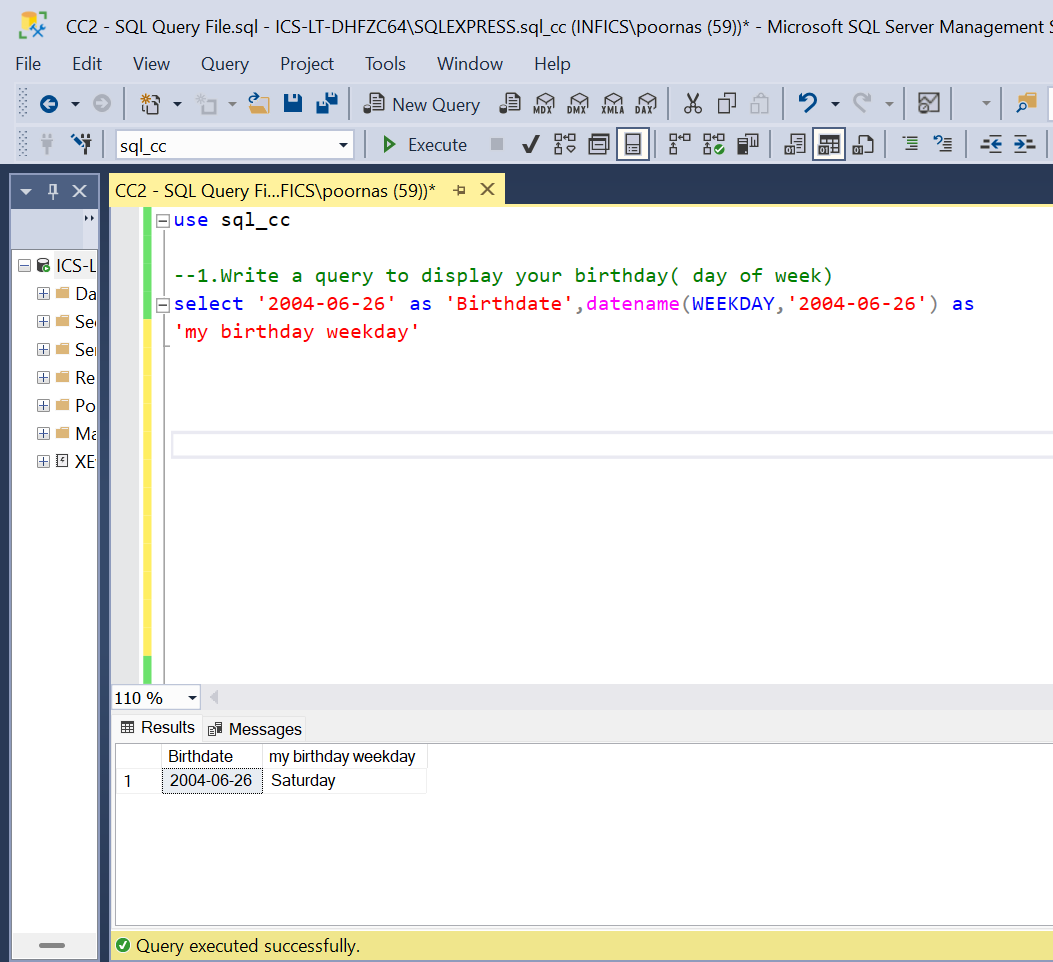 CC2 - SQL Query File.sql - ICS-LT-DHFZC64\SQLEXPRESS.sql_cc (INFICS\poornas (59))* - Microsoft SQL Server Management S
File Edit View Query Project Tools Window Help
New Query MDX DMX XMLA DAX
sql_cc Execute
CC2 - SQL Query Fi...FICS\poornas (59))*
use sql_cc
ICS-L
--1.Write a query to display your birthday( day of week)
Da
select '2004-06-26' as 'Birthdate',datename(WEEKDAY,'2004-06-26') as
Sec
'my birthday weekday'
Ser
Re
Po
Ma
XE
110 %
Results Messages
Birthdate my birthday weekday
1 2004-06-26 Saturday
Query executed successfully.